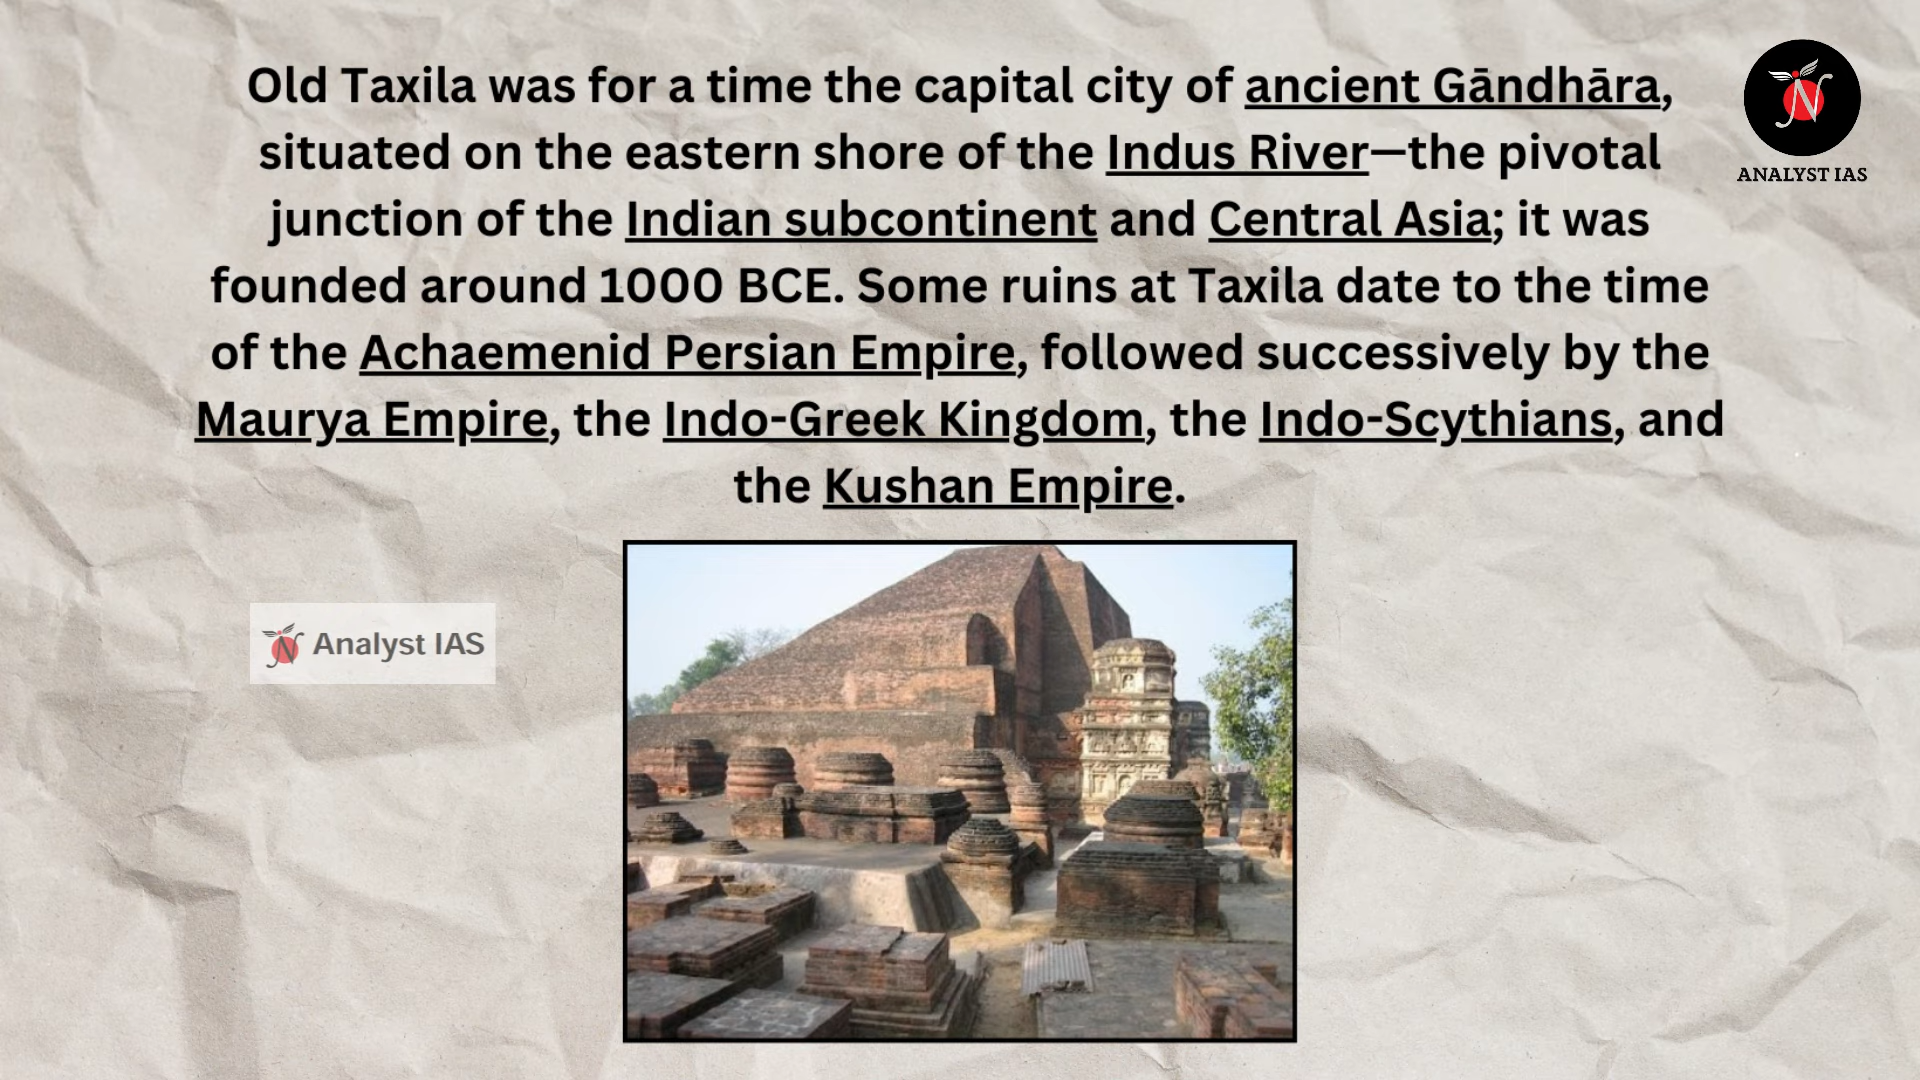 Old Taxila was for a time the capital city of ancient Gāndhāra,
situated on the eastern shore of the Indus River—the pivotal
junction of the Indian subcontinent and Central Asia; it was
founded around 1000 BCE. Some ruins at Taxila date to the time
of the Achaemenid Persian Empire, followed successively by the
Maurya Empire, the Indo-Greek Kingdom, the Indo-Scythians, and
the Kushan Empire.
N
ANALYST IAS
N Analyst IAS